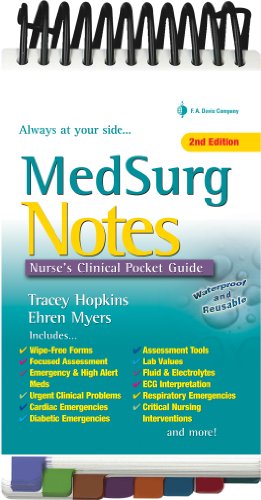 F. A. Davis Company
Always at your side...
2nd Edition
MedSurg
Notes
Nurse's Clinical Pocket Guide
Waterproof
and
Reusable
Tracey Hopkins
Ehren Myers
Includes...
Wipe-Free Forms
Focused Assessment
Emergency & High Alert
Meds
Urgent Clinical Problems
Cardiac Emergencies
Diabetic Emergencies
Assessment Tools
Lab Values
Fluid & Electrolytes
ECG Interpretation
Respiratory Emergencies
Critical Nursing
Interventions
and more!